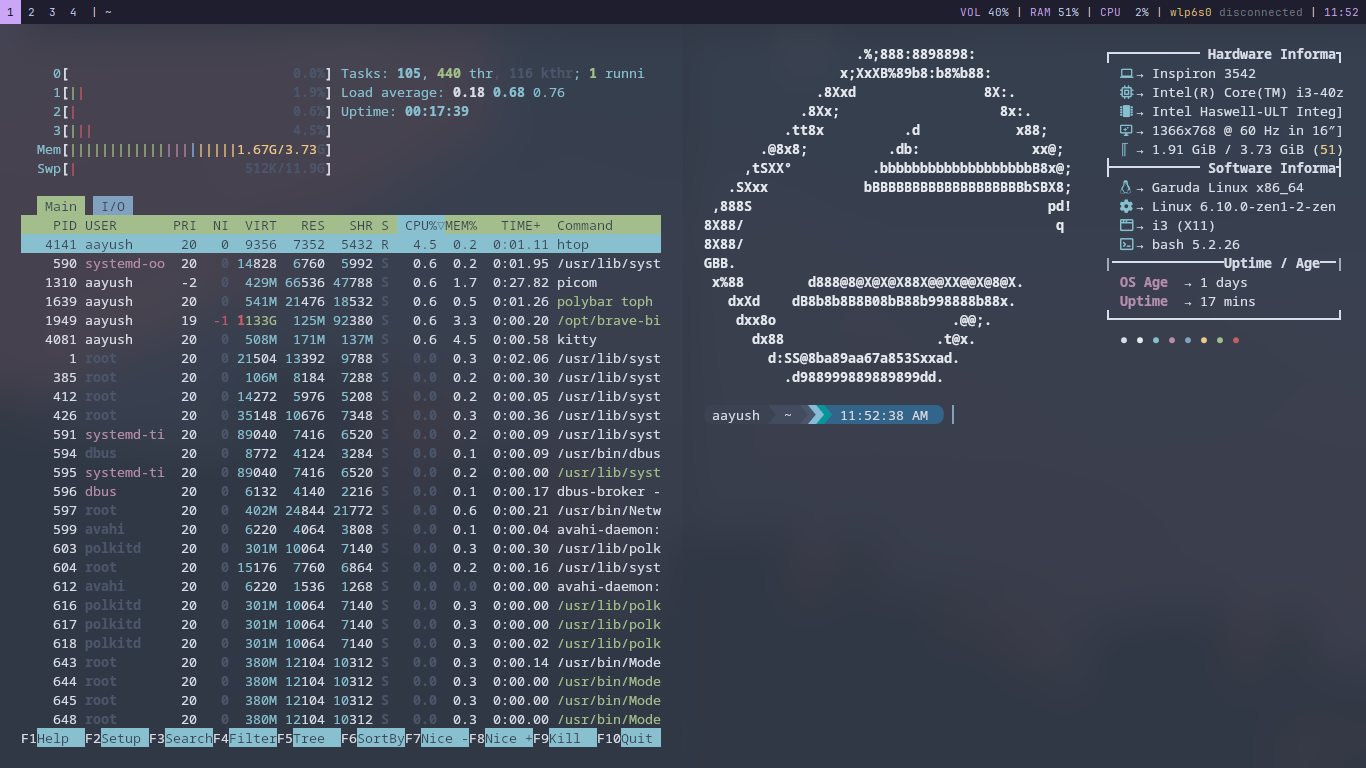 1 2 3 4 | ~
VOL 40% | RAM 51% | CPU 2% | wlp6s0 disconnected | 11:52
0[ 0.0%] Tasks: 105, 440 thr, 116 kthr; 1 runni
1[|| 1.9%] Load average: 0.18 0.68 0.76
2[| 0.6%] Uptime: 00:17:39
3[||| 4.5%]
Mem[|||||||||||||||||||||1.67G/3.73G]
Swp[| 512K/11.9G]
Main I/O
PID USER PRI NI VIRT RES SHR S CPU%▽MEM% TIME+ Command
4141 aayush 20 0 9356 7352 5432 R 4.5 0.2 0:01.11 htop
590 systemd-oo 20 0 14828 6760 5992 S 0.6 0.2 0:01.95 /usr/lib/syst
1310 aayush -2 0 429M 66536 47788 S 0.6 1.7 0:27.82 picom
1639 aayush 20 0 541M 21476 18532 S 0.6 0.5 0:01.26 polybar toph
1949 aayush 19 -1 1133G 125M 92380 S 0.6 3.3 0:00.20 /opt/brave-bi
4081 aayush 20 0 508M 171M 137M S 0.6 4.5 0:00.58 kitty
1 root 20 0 21504 13392 9788 S 0.0 0.3 0:02.06 /usr/lib/syst
385 root 20 0 106M 8184 7288 S 0.0 0.2 0:00.30 /usr/lib/syst
412 root 20 0 14272 5976 5208 S 0.0 0.2 0:00.05 /usr/lib/syst
426 root 20 0 35148 10676 7348 S 0.0 0.3 0:00.36 /usr/lib/syst
591 systemd-ti 20 0 89040 7416 6520 S 0.0 0.2 0:00.09 /usr/lib/syst
594 dbus 20 0 8772 4124 3284 S 0.0 0.1 0:00.09 /usr/bin/dbus
595 systemd-ti 20 0 89040 7416 6520 S 0.0 0.2 0:00.00 /usr/lib/syst
596 dbus 20 0 6132 4140 2216 S 0.0 0.1 0:00.17 dbus-broker -
597 root 20 0 402M 24844 21772 S 0.0 0.6 0:00.21 /usr/bin/Netw
599 avahi 20 0 6220 4064 3808 S 0.0 0.1 0:00.04 avahi-daemon:
603 polkitd 20 0 301M 10064 7140 S 0.0 0.3 0:00.30 /usr/lib/polk
604 root 20 0 15176 7760 6864 S 0.0 0.2 0:00.16 /usr/lib/syst
612 avahi 20 0 6220 1536 1268 S 0.0 0.0 0:00.00 avahi-daemon:
616 polkitd 20 0 301M 10064 7140 S 0.0 0.3 0:00.00 /usr/lib/polk
617 polkitd 20 0 301M 10064 7140 S 0.0 0.3 0:00.00 /usr/lib/polk
618 polkitd 20 0 301M 10064 7140 S 0.0 0.3 0:00.02 /usr/lib/polk
643 root 20 0 380M 12104 10312 S 0.0 0.3 0:00.14 /usr/bin/Mode
644 root 20 0 380M 12104 10312 S 0.0 0.3 0:00.00 /usr/bin/Mode
645 root 20 0 380M 12104 10312 S 0.0 0.3 0:00.00 /usr/bin/Mode
648 root 20 0 380M 12104 10312 S 0.0 0.3 0:00.00 /usr/bin/Mode
F1Help F2Setup F3SearchF4FilterF5Tree F6SortByF7Nice -F8Nice +F9Kill F10Quit
.%;888:8898898:
x;XxXB%89b8:b8%b88:
.8Xxd 8X:.
.8Xx; 8x:.
.tt8x .d x88;
.@8x8; .db: xx@;
,tSXX° .bbbbbbbbbbbbbbbbbbbB8x@;
.SXxx bBBBBBBBBBBBBBBBBBBBbSBX8;
,888S pd!
8X88/ q
8X88/
GBB.
x%88 d888@8@X@X@X88X@@XX@@X@8@X.
dxXd dB8b8b8B8B08bB88b998888b88x.
dxx8o .@@;.
dx88 .t@x.
d:SS@8ba89aa67a853Sxxad.
.d988999889889899dd.
Hardware Informa
→ Inspiron 3542
→ Intel(R) Core(TM) i3-40z
→ Intel Haswell-ULT Integ]
→ 1366x768 @ 60 Hz in 16″]
→ 1.91 GiB / 3.73 GiB (51)
Software Informa
→ Garuda Linux x86_64
→ Linux 6.10.0-zen1-2-zen
→ i3 (X11)
→ bash 5.2.26
Uptime / Age
OS Age → 1 days
Uptime → 17 mins
aayush ~ 11:52:38 AM